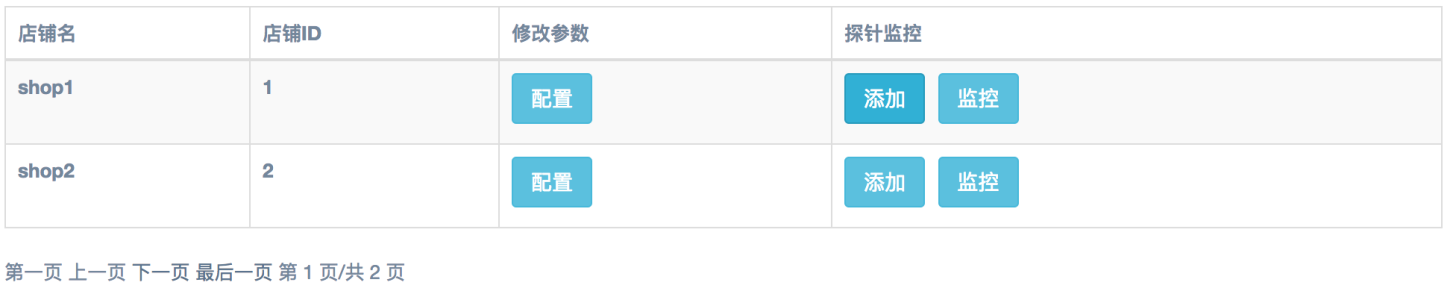 店铺名 店铺ID 修改参数 探针监控
shop1 1 配置 添加 监控
shop2 2 配置 添加 监控
第一页 上一页 下一页 最后一页 第 1 页/共 2 页